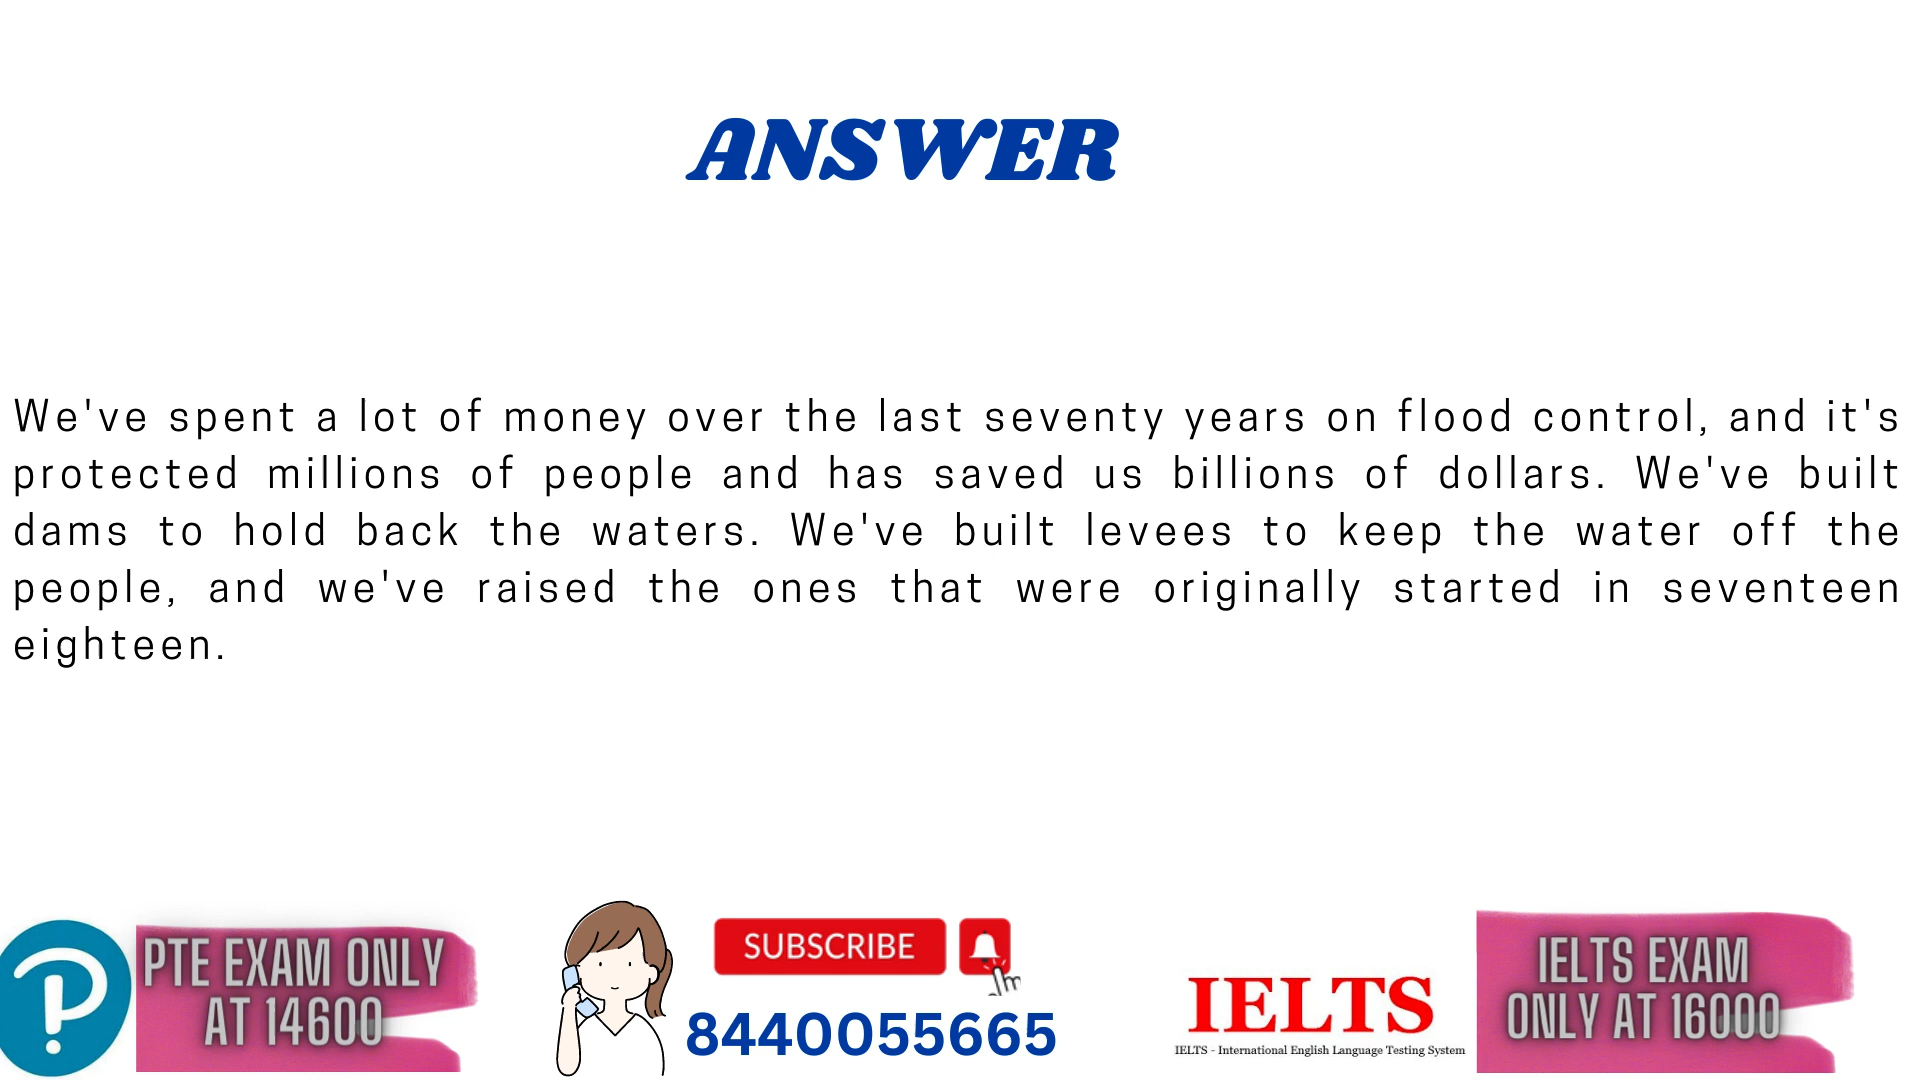 ANSWER
We've spent a lot of money over the last seventy years on flood control, and it's
protected millions of people and has saved us billions of dollars. We've built
dams to hold back the waters. We've built levees to keep the water off the
people, and we've raised the ones that were originally started in seventeen
eighteen.
PTE EXAM ONLY
AT 14600
SUBSCRIBE
8440055665
IELTS
IELTS - International English Language Testing System
IELTS EXAM
ONLY AT 16000